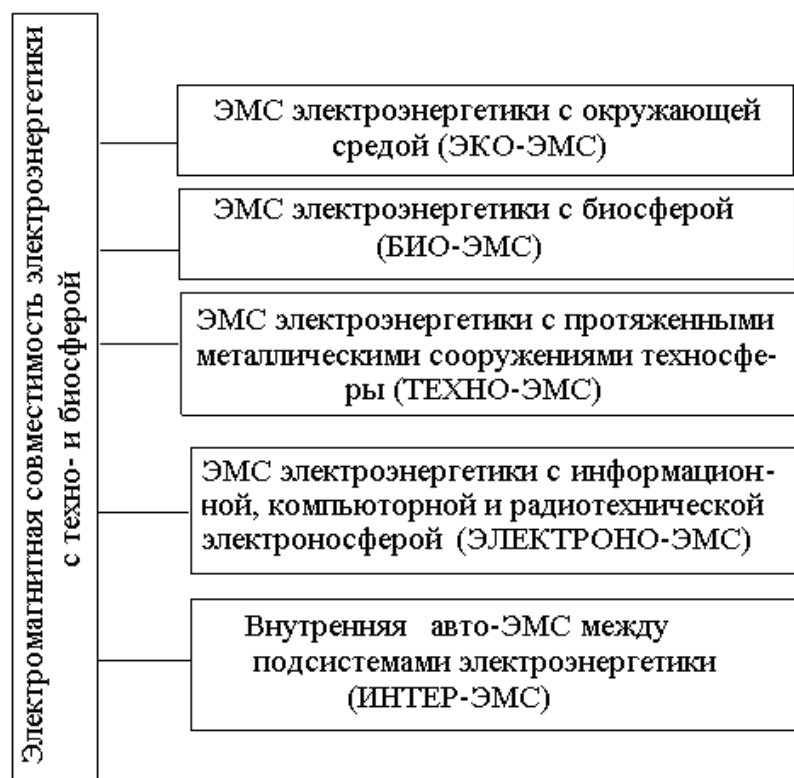 Электромагнитная совместимость электроэнергетики
с техно- и биосферой
ЭМС электроэнергетики с окружающей
средой (ЭКО-ЭМС)
ЭМС электроэнергетики с биосферой
(БИО-ЭМС)
ЭМС электроэнергетики с протяженными
металлическими сооружениями техносфе-
ры (ТЕХНО-ЭМС)
ЭМС электроэнергетики с информацион-
ной, компьюторной и радиотехнической
электроносферой (ЭЛЕКТРОНО-ЭМС)
Внутренняя авто-ЭМС между
подсистемами электроэнергетики
(ИНТЕР-ЭМС)